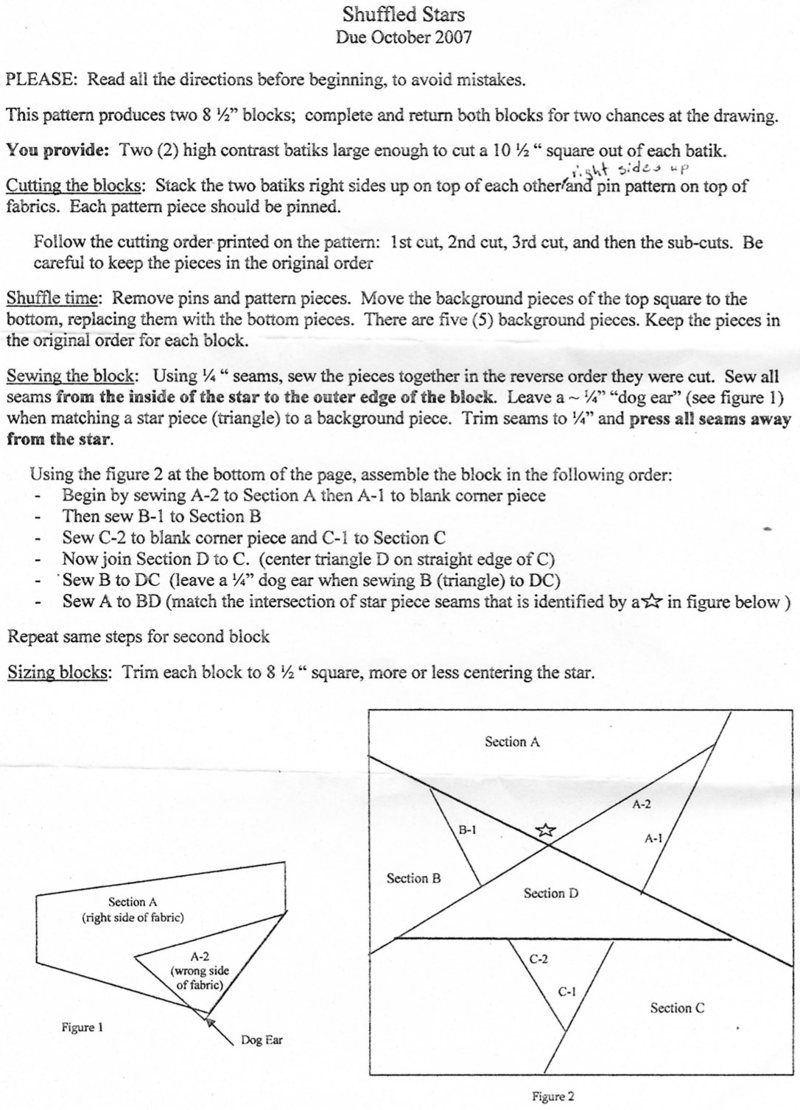 Shuffled Stars
Due October 2007
PLEASE: Read all the directions before beginning, to avoid mistakes.
This pattern produces two 8 ½” blocks; complete and return both blocks for two chances at the drawing.
You provide: Two (2) high contrast batiks large enough to cut a 10 ½ “ square out of each batik.
right sides up
Cutting the blocks: Stack the two batiks right sides up on top of each other and pin pattern on top of
fabrics. Each pattern piece should be pinned.
Follow the cutting order printed on the pattern: 1st cut, 2nd cut, 3rd cut, and then the sub-cuts. Be
careful to keep the pieces in the original order
Shuffle time: Remove pins and pattern pieces. Move the background pieces of the top square to the
bottom, replacing them with the bottom pieces. There are five (5) background pieces. Keep the pieces in
the original order for each block.
Sewing the block: Using ¼ “ seams, sew the pieces together in the reverse order they were cut. Sew all
seams from the inside of the star to the outer edge of the block. Leave a ~ ¼” “dog ear” (see figure 1)
when matching a star piece (triangle) to a background piece. Trim seams to ¼” and press all seams away
from the star.
Using the figure 2 at the bottom of the page, assemble the block in the following order:
- Begin by sewing A-2 to Section A then A-1 to blank corner piece
- Then sew B-1 to Section B
- Sew C-2 to blank corner piece and C-1 to Section C
- Now join Section D to C. (center triangle D on straight edge of C)
- Sew B to DC (leave a ¼” dog ear when sewing B (triangle) to DC)
- Sew A to BD (match the intersection of star piece seams that is identified by a☆ in figure below )
Repeat same steps for second block
Sizing blocks: Trim each block to 8 ½ “ square, more or less centering the star.
Section A
A-2
B-1
A-1
Section B
Section D
C-2
C-1
Section C
Figure 2
Section A
(right side of fabric)
A-2
(wrong side
of fabric)
Figure 1
Dog Ear